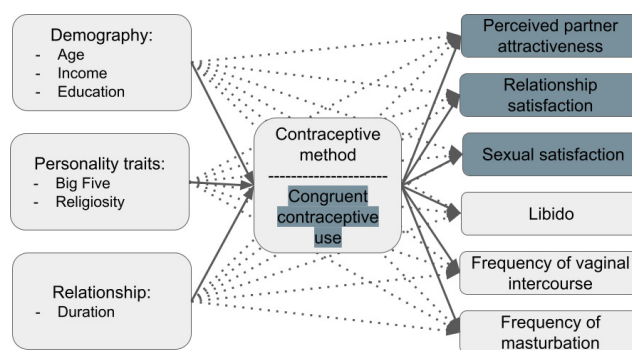 Demography:
- Age
- Income
- Education
Personality traits:
- Big Five
- Religiosity
Relationship:
- Duration
Contraceptive
method
----------------------
Congruent
contraceptive
use
Perceived partner
attractiveness
Relationship
satisfaction
Sexual satisfaction
Libido
Frequency of vaginal
intercourse
Frequency of
masturbation